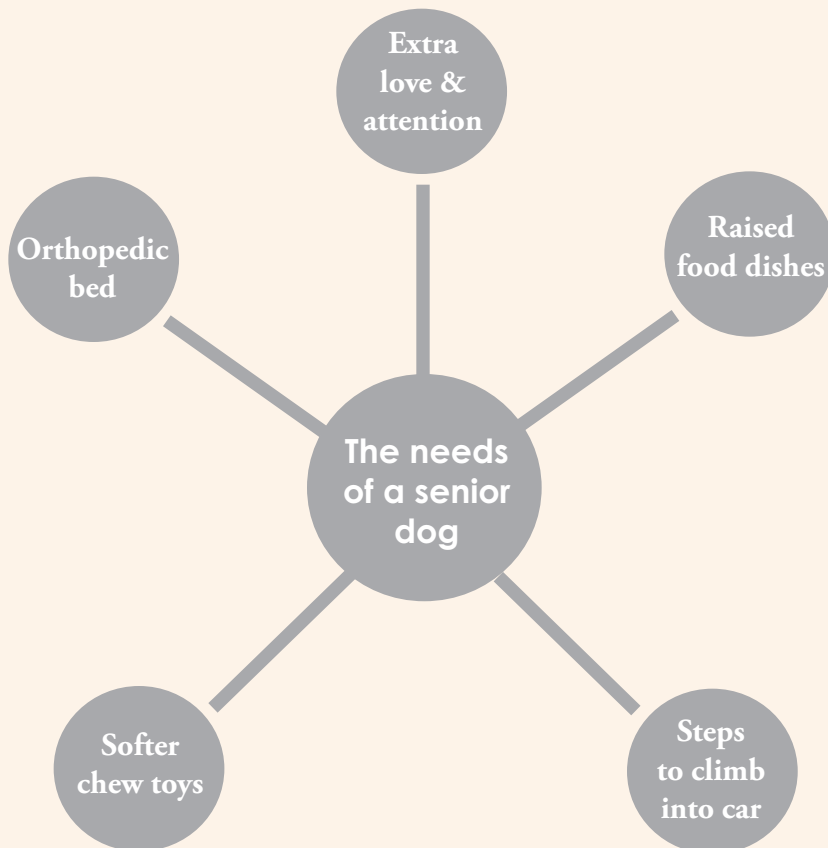 Extra
love &
attention
Orthopedic
bed
Raised
food dishes
The needs
of a senior
dog
Softer
chew toys
Steps
to climb
into car